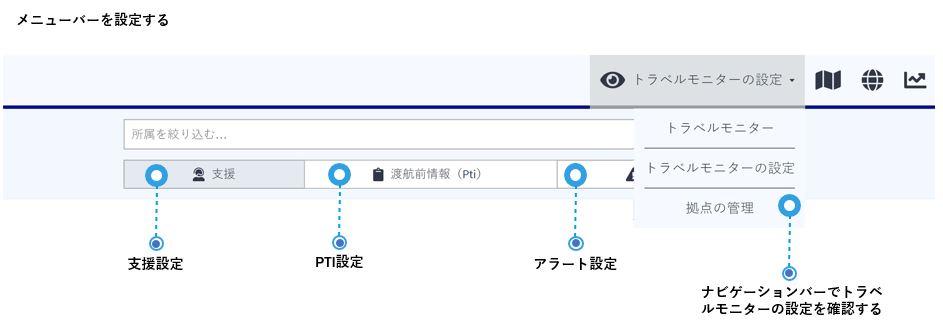 メニューバーを設定する
トラベルモニターの設定
所属を絞り込む...
トラベルモニター
支援
渡航前情報（Pti）
トラベルモニターの設定
拠点の管理
支援設定
PTI設定
アラート設定
ナビゲーションバーでトラベ
ルモニターの設定を確認する